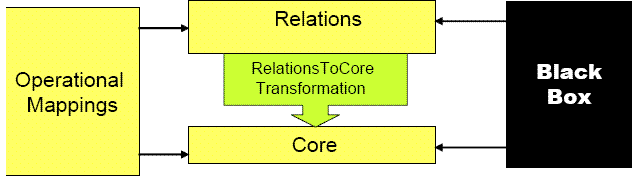 Operational
Mappings
Relations
RelationsToCore
Transformation
Core
Black
Box